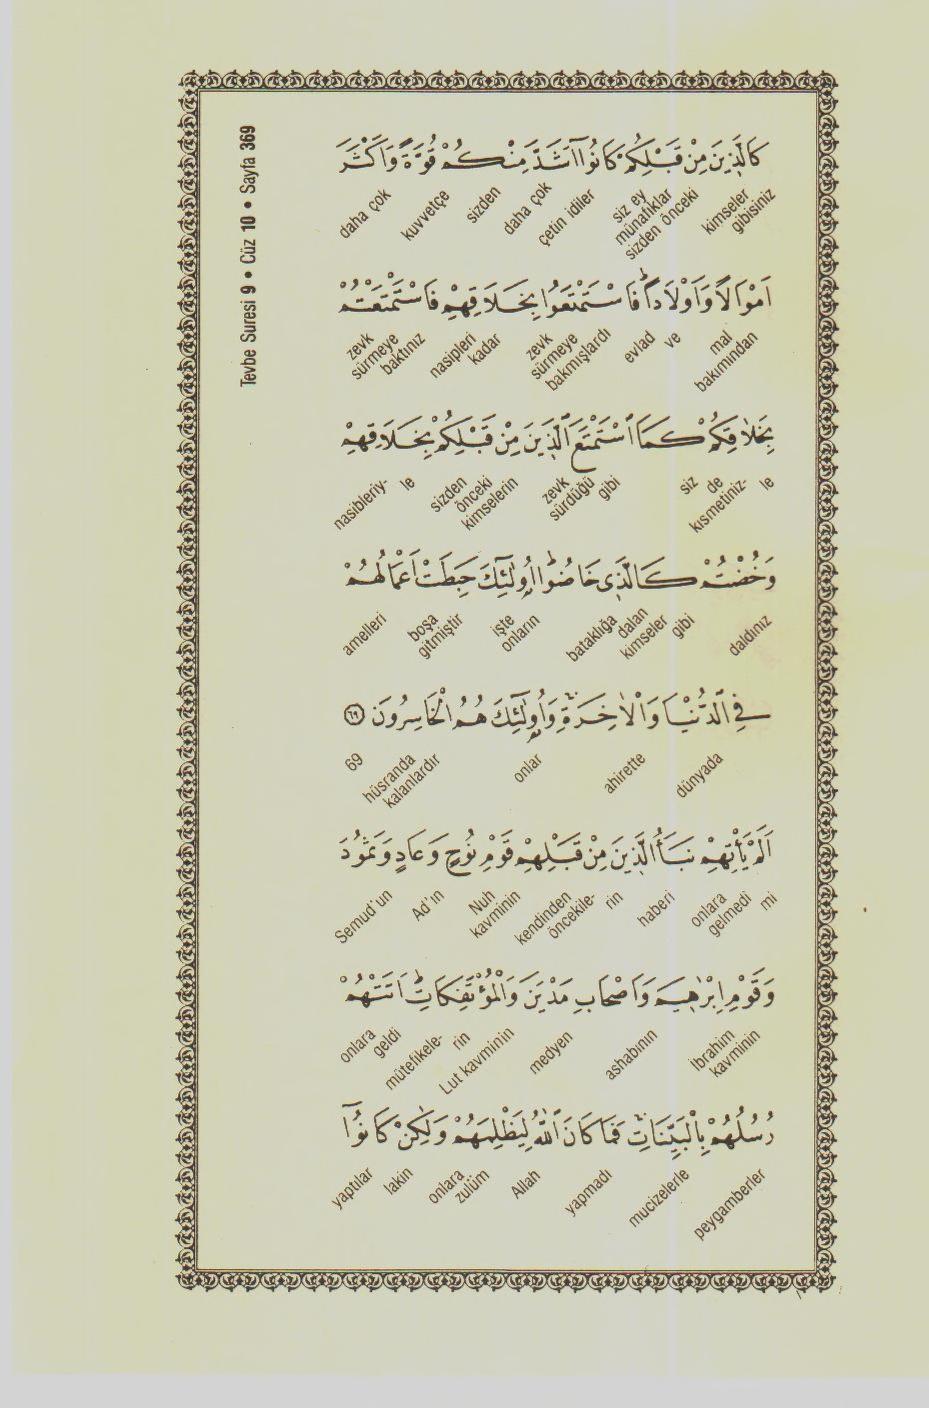 Tevbe Suresi 9 • Cüz 10 • Sayfa 369
كَالَّذِينَ مِنْ قَبْلِكُمْ كَانُٓوا اَشَدَّ مِنْكُمْ قُوَّةً وَاَكْثَرَ
kimseler gibisiniz siz ey münafıklar sizden önceki çetin idiler daha çok sizden kuvvetçe daha çok
اَمْوَالًا وَاَوْلَادًاۜ فَاسْتَمْتَعُوا بِخَلَاقِهِمْ فَاسْتَمْتَعْتُمْ
mal bakımından ve evlad zevk sürmeye bakmışlardı nasipleri kadar zevk sürmeye baktınız
بِخَلَاقِكُمْ كَمَا اسْتَمْتَعَ الَّذِينَ مِنْ قَبْلِكُمْ بِخَلَاقِهِمْ
siz de kısmetiniz- le zevk sürdüğü gibi sizden önceki kimselerin nasibleriy- le
وَخُضْتُمْ كَالَّذِى خَاضُواۜ اُو۬لٰٓئِكَ حَبِطَتْ اَعْمَالُهُمْ
daldınız bataklığa dalan kimseler gibi işte onların boşa gitmiştir amelleri
فِى الدُّنْيَا وَالْاٰخِرَةِۚ وَاُو۬لٰٓئِكَ هُمُ الْخَاسِرُونَ ﴿٦٩﴾
dünyada ahirette onlar hüsranda kalanlardır 69
اَلَمْ يَأْتِهِمْ نَبَأُ الَّذِينَ مِنْ قَبْلِهِمْ قَوْمِ نُوحٍ وَعَادٍ وَثَمُودَ
mi onlara gelmedi haberi kendinden öncekile- rin Nuh kavminin Ad'ın Semud'un
وَقَوْمِ اِبْرٰهِيمَ وَاَصْحَابِ مَدْيَنَ وَالْمُؤْتَفِكَاتِۜ اَتَتْهُمْ
İbrahim kavminin ashabının medyen Lut kavminin mütefikele- rin onlara geldi
رُسُلُهُمْ بِالْبَيِّنَاتِۚ فَمَا كَانَ اللّٰهُ لِيَظْلِمَهُمْ وَلٰكِنْ كَانُٓوا
peygamberler mucizelerle yapmadı Allah onlara zulüm lakin yaptılar